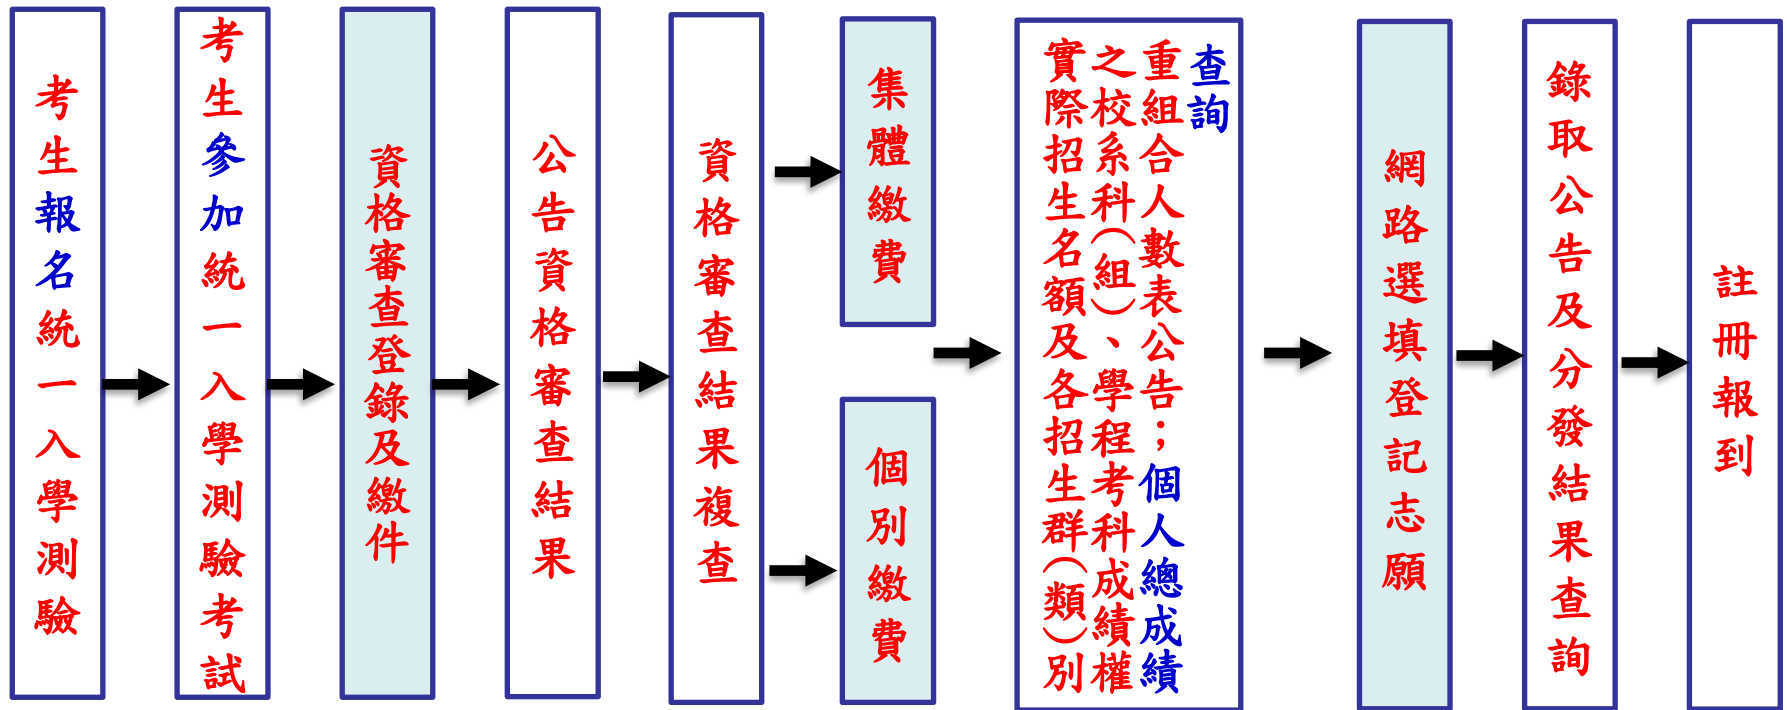 考生報名統一入學測驗
考生參加統一入學測驗考試
資格審查登錄及繳件
公告資格審查結果
資格審查結果複查
集體繳費
個別繳費
實際招生名額及各招生群（類）別
之校系科（組）、學程考科成績權
重組合人數表公告；個人總成績
查詢
網路選填登記志願
錄取公告及分發結果查詢
註冊報到